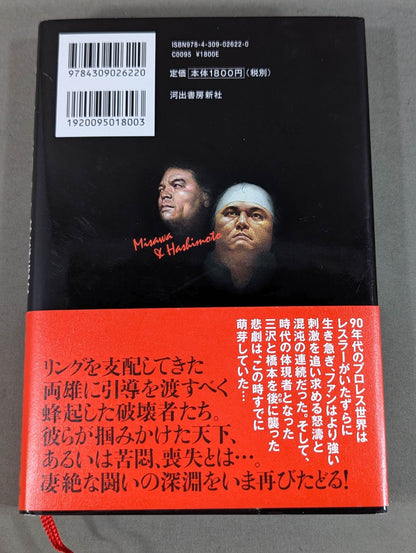 ISBN978-4-309-02622-0
C0095 ¥1800E
定価 本体1800円(税別)
河出書房新社
9784309026220
1920095018003
Misawa
& Hashimoto
90年代のプロレス世界は
レスラーがいたずらに
生き急ぎ、ファンはより強い
刺激を追い求める怒濤と
混沌の連続だった。そして、
時代の体現者となった
三沢と橋本を後に襲った
悲劇は、この時すでに
萌芽していた…
リングを支配してきた
両雄に引導を渡すべく
蜂起した破壊者たち。
彼らが掴みかけた天下、
あるいは苦悶、喪失とは…。
凄絶な闘いの深淵をいま再びたどる!